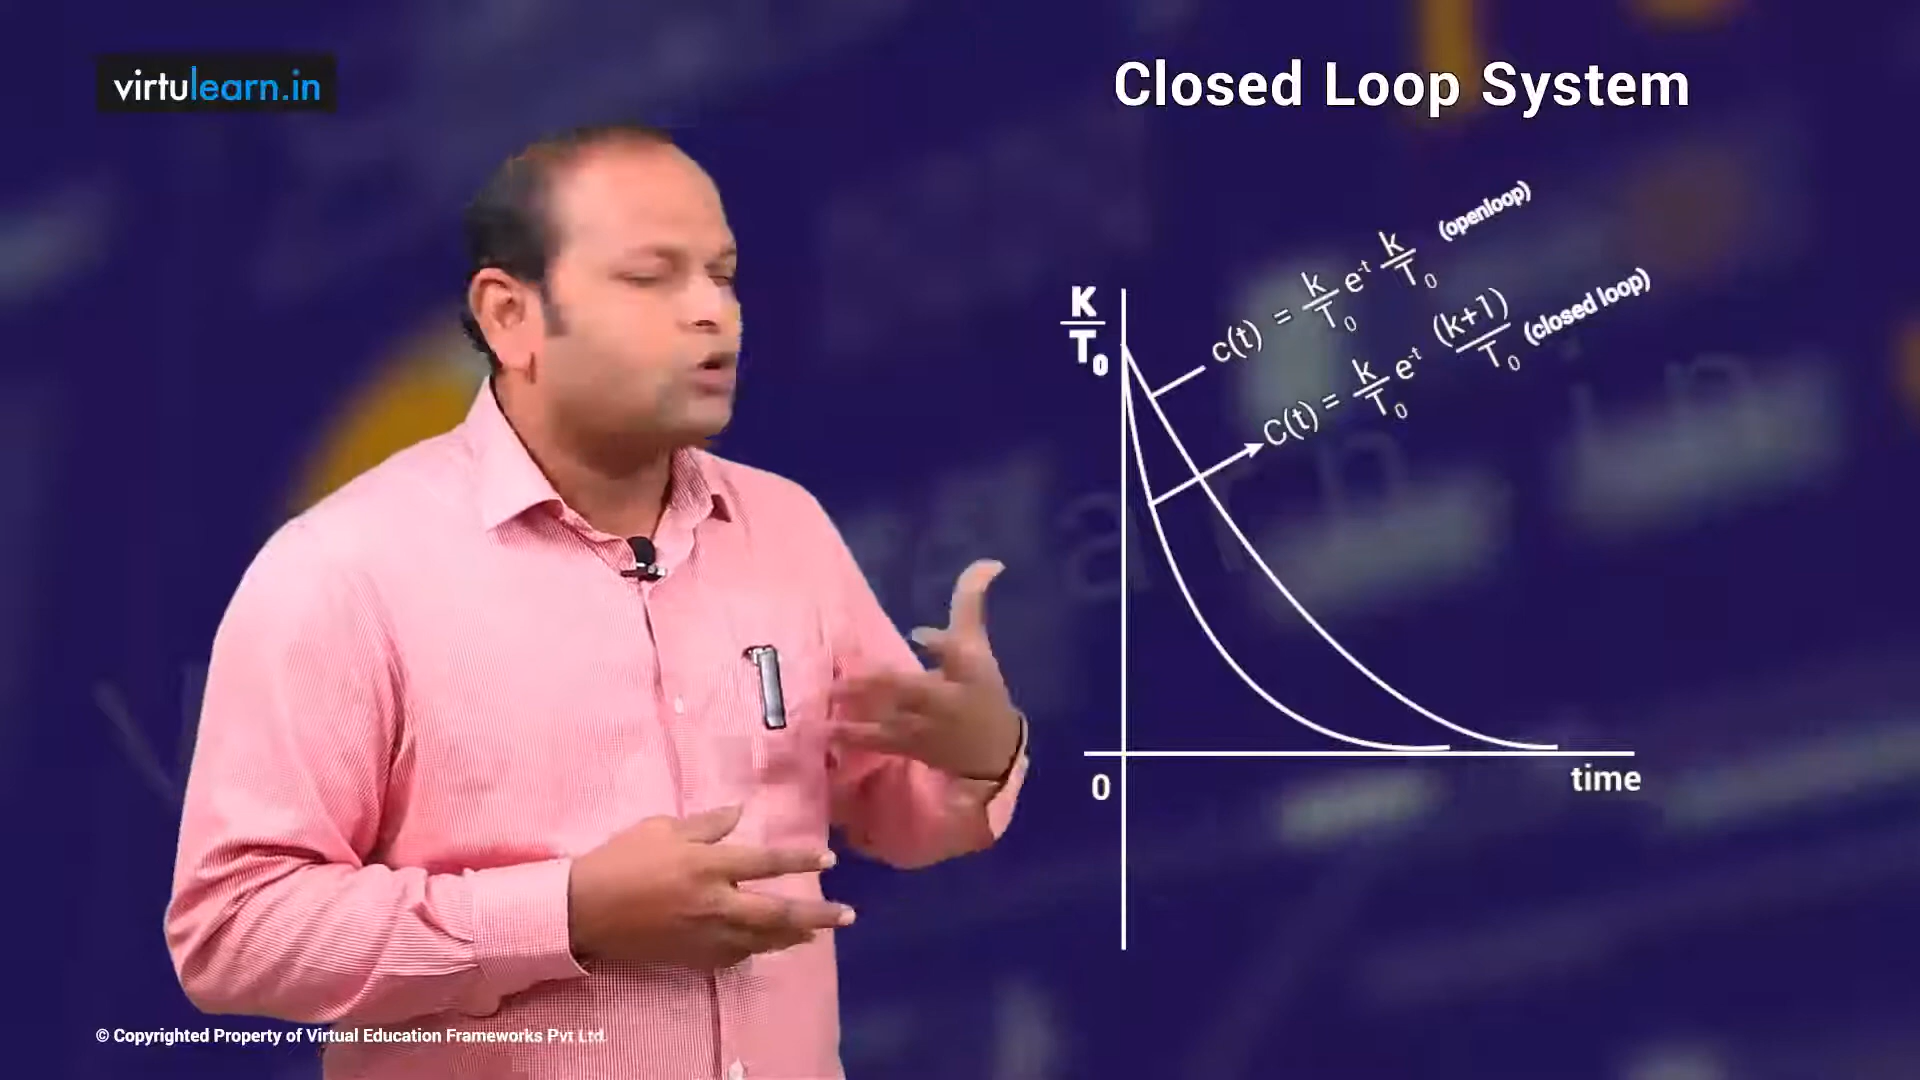 virtulearn.in
Closed Loop System
c(t) = k/T₀ e⁻ᵗ k/T₀ (openloop)
C(t) = k/T₀ e⁻ᵗ (k+1)/T₀ (closed loop)
K/T₀
0
time
© Copyrighted Property of Virtual Education Frameworks Pvt Ltd.